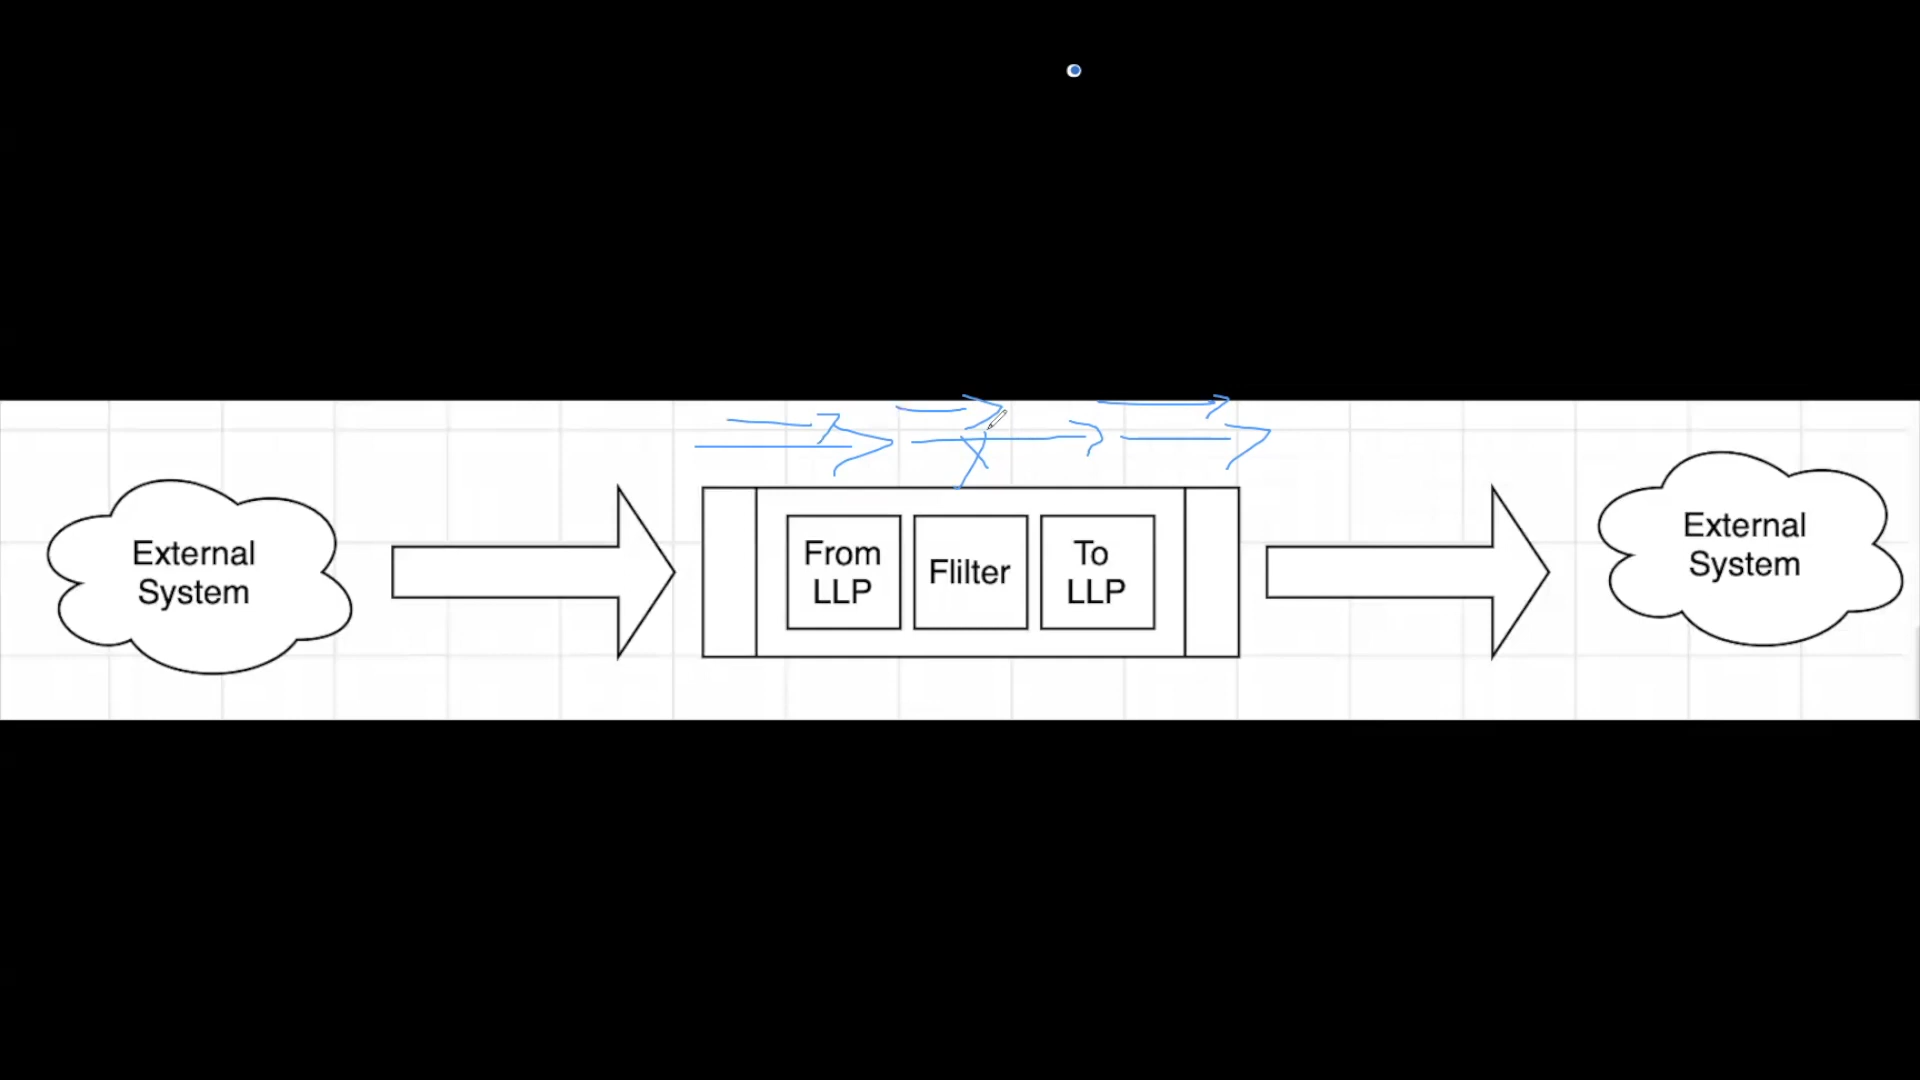 External
System
From
LLP
Flilter
To
LLP
External
System